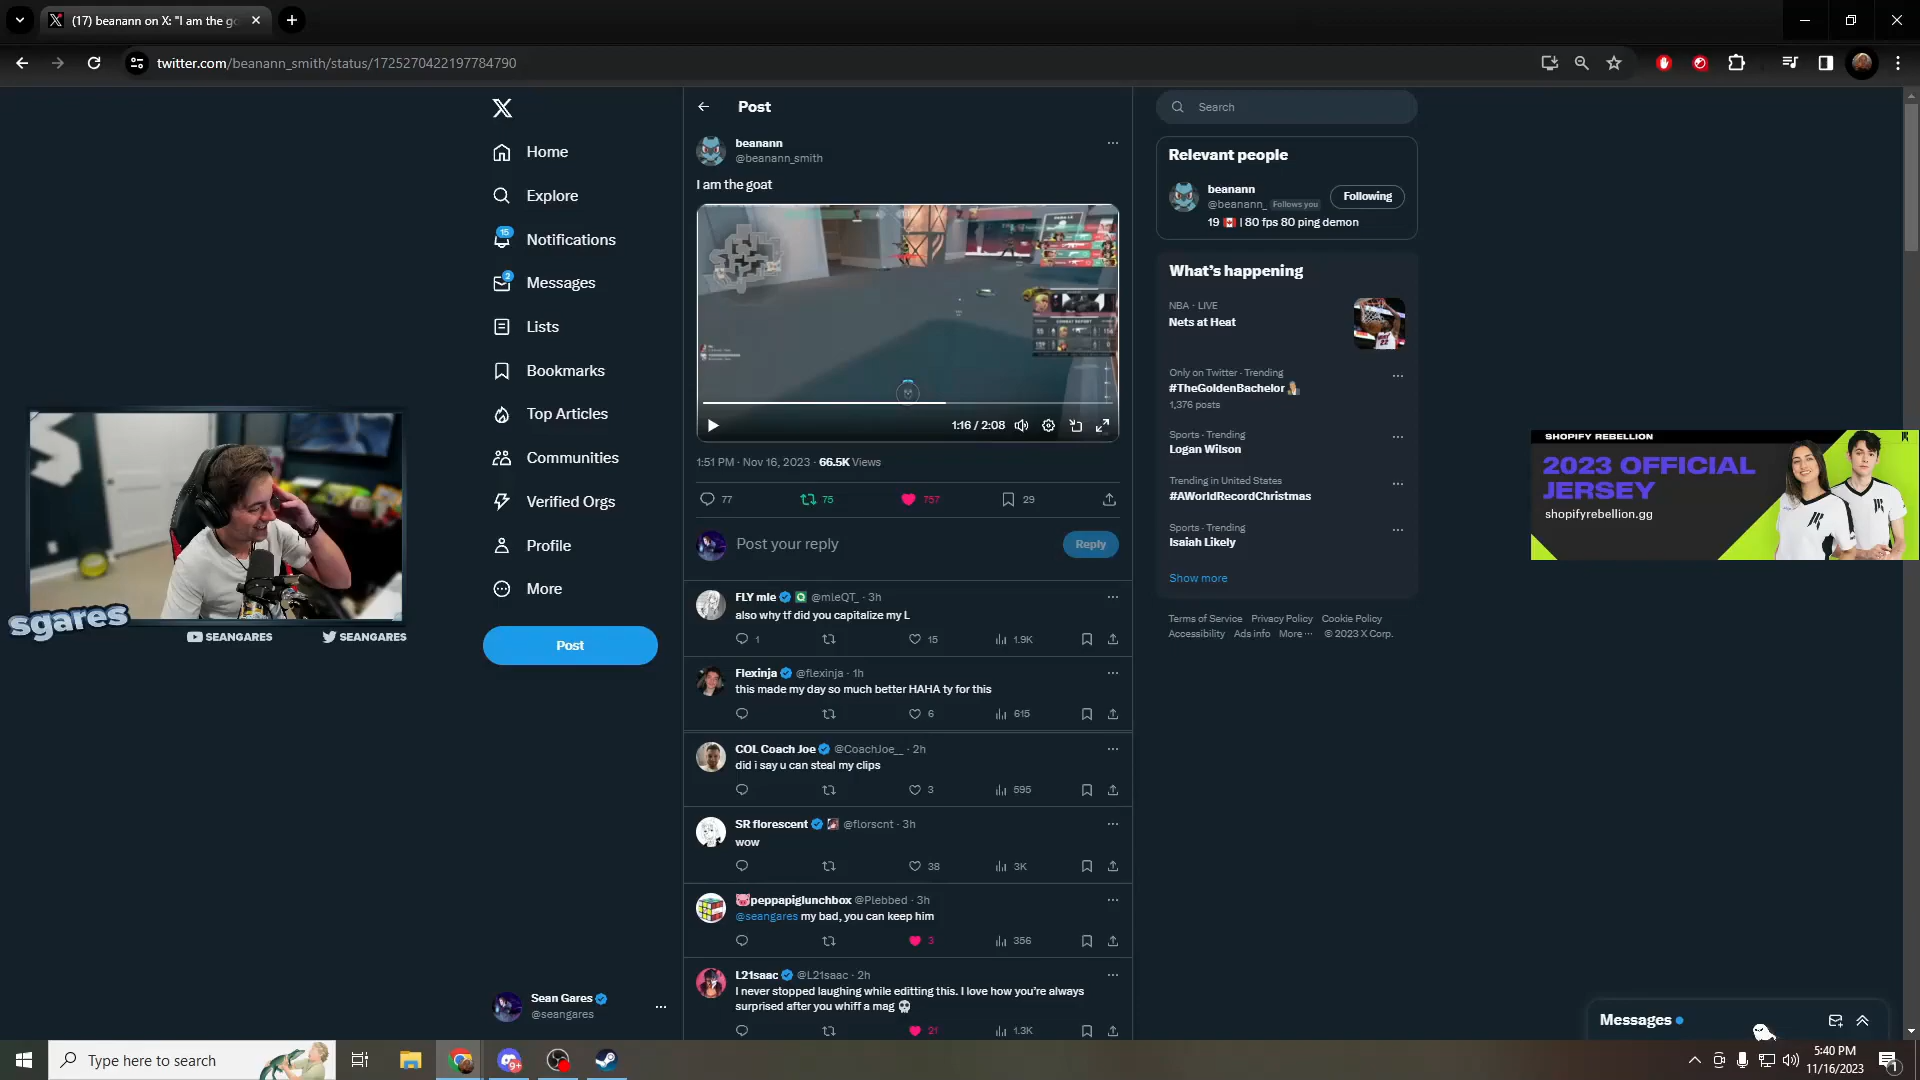 (17) beanann on X: "I am the go
twitter.com/beanann_smith/status/1725270422197784790
Home
Explore
15
Notifications
2
Messages
Lists
Bookmarks
Top Articles
Communities
Verified Orgs
Profile
More
Post
Sean Gares
@seangares
Post
beanann
@beanann_smith
I am the goat
1:16 / 2:08
1:51 PM · Nov 16, 2023 · 66.5K Views
77
75
757
29
Post your reply
Reply
FLY mle @mleQT_ · 3h
also why tf did you capitalize my L
1
15
1.9K
Flexinja @flexinja · 1h
this made my day so much better HAHA ty for this
6
615
COL Coach Joe @CoachJoe__ · 2h
did i say u can steal my clips
3
595
SR florescent @florscnt · 3h
wow
38
3K
peppapiglunchbox @Plebbed · 3h
@seangares my bad, you can keep him
3
356
L21saac @L21saac · 2h
I never stopped laughing while editting this. I love how you're always
surprised after you whiff a mag
21
1.3K
Search
Relevant people
beanann
@beanann_ Follows you
Following
19 | 80 fps 80 ping demon
What's happening
NBA · LIVE
Nets at Heat
Only on Twitter · Trending
#TheGoldenBachelor
1,376 posts
Sports · Trending
Logan Wilson
Trending in United States
#AWorldRecordChristmas
Sports · Trending
Isaiah Likely
Show more
Terms of Service Privacy Policy Cookie Policy
Accessibility Ads info More ··· © 2023 X Corp.
sgares
SEANGARES
SEANGARES
SHOPIFY REBELLION
2023 OFFICIAL
JERSEY
shopifyrebellion.gg
Messages
Type here to search
9+
5:40 PM
11/16/2023
1